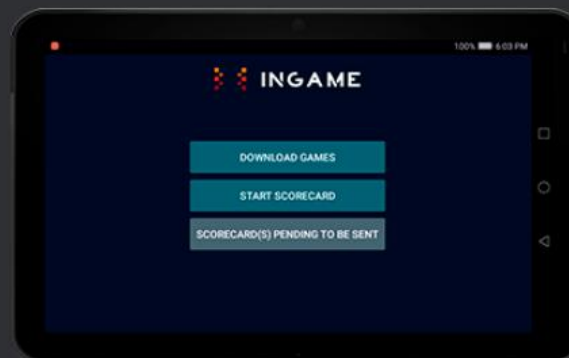 100% 6:03 PM
INGAME
DOWNLOAD GAMES
START SCORECARD
SCORECARD(S) PENDING TO BE SENT